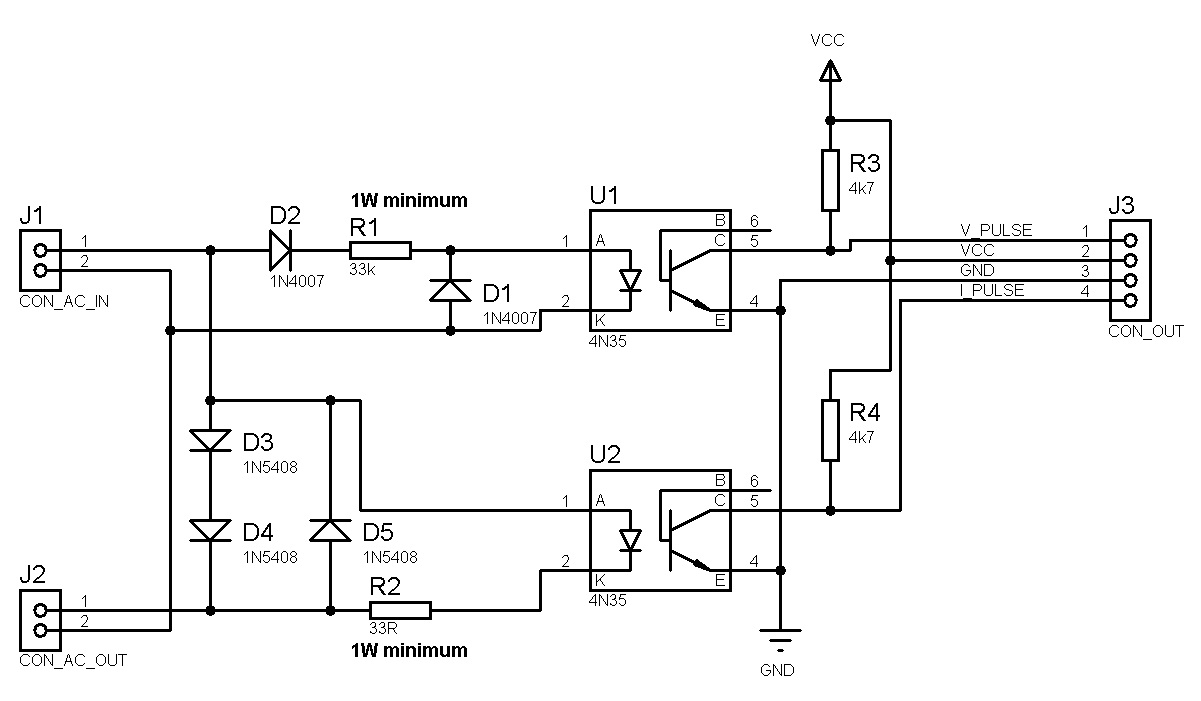 VCC
R3
4k7
1W minimum
U1
J1
1
2
CON_AC_IN
D2
1N4007
R1
33k
D1
1N4007
1
2
A
K
B
C
E
6
5
4
4N35
V_PULSE
VCC
GND
I_PULSE
1
2
3
4
J3
CON_OUT
R4
4k7
D3
1N5408
D4
1N5408
D5
1N5408
U2
1
2
A
K
B
C
E
6
5
4
4N35
J2
1
2
CON_AC_OUT
R2
33R
1W minimum
GND